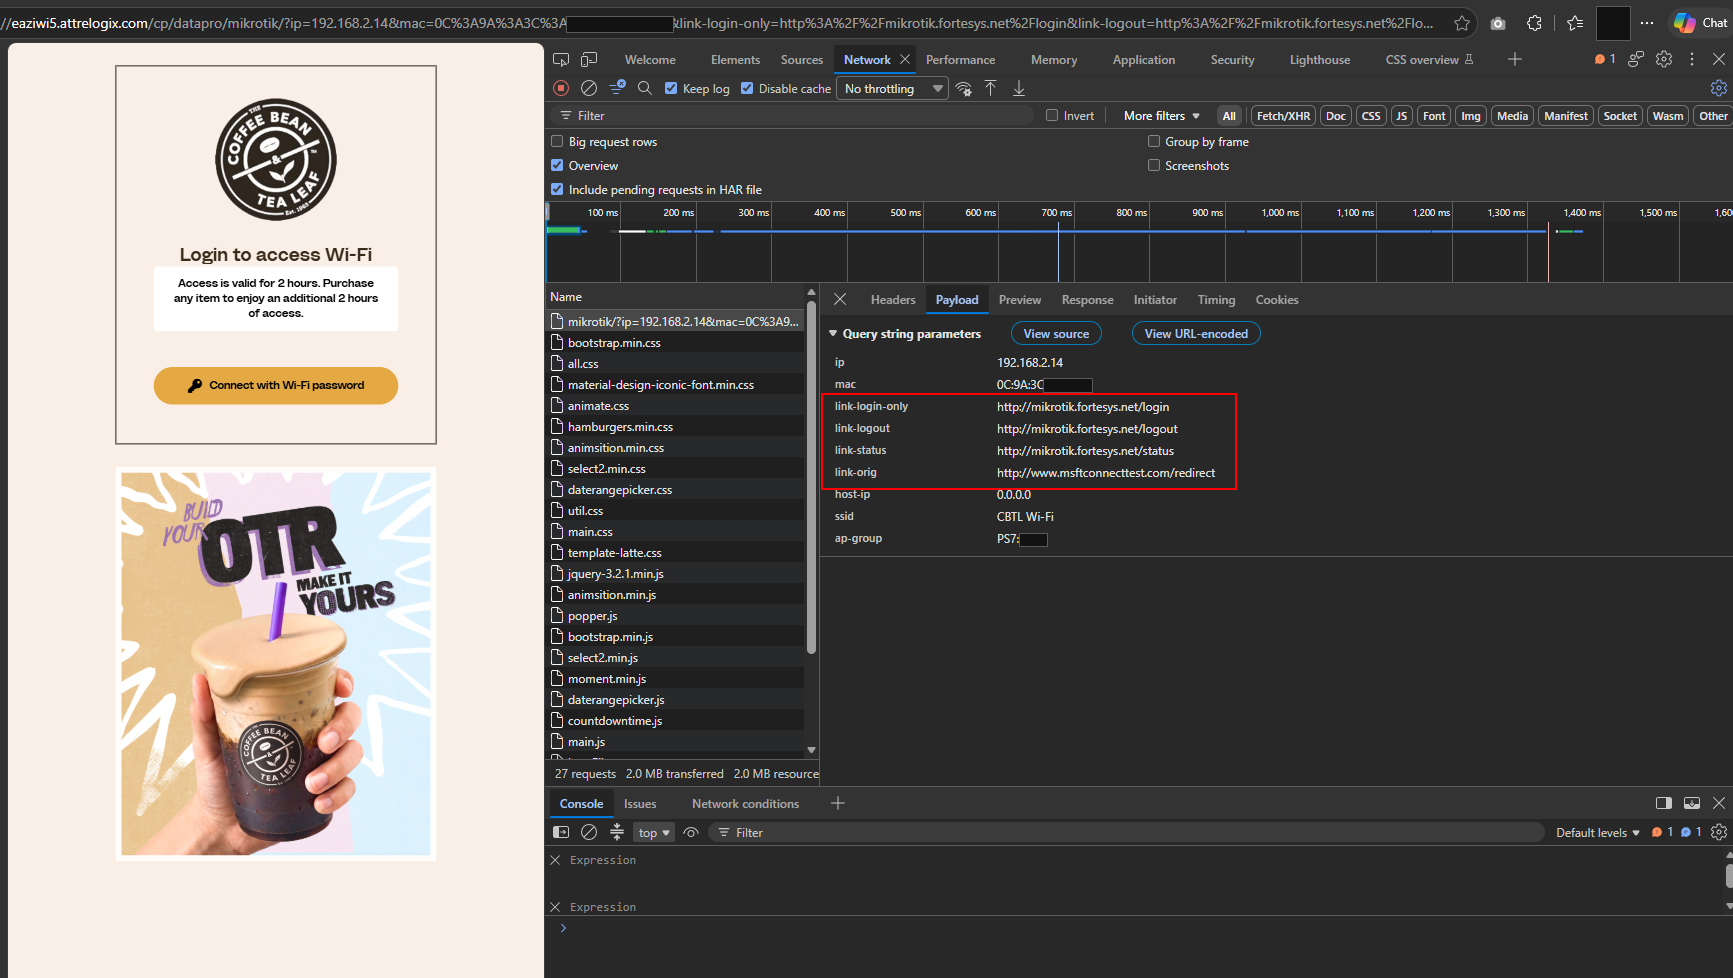 //eaziwi5.attrelogix.com/cp/datapro/mikrotik/?ip=192.168.2.14&mac=0C%3A9A%3A3C%3A
&link-login-only=http%3A%2F%2Fmikrotik.fortesys.net%2Flogin&link-logout=http%3A%2F%2Fmikrotik.fortesys.net%2Flo...
Chat
THE
COFFEE BEAN
&
TEA LEAF
TM
Est. 1963
Login to access Wi-Fi
Access is valid for 2 hours. Purchase
any item to enjoy an additional 2 hours
of access.
Connect with Wi-Fi password
BUILD
YOUR
OTR
MAKE IT
YOURS
COFFEE BEAN
&
TEA LEAF
Welcome
Elements
Sources
Network
Performance
Memory
Application
Security
Lighthouse
CSS overview
1
Keep log
Disable cache
No throttling
Filter
Invert
More filters
All
Fetch/XHR
Doc
CSS
JS
Font
Img
Media
Manifest
Socket
Wasm
Other
Big request rows
Group by frame
Overview
Screenshots
Include pending requests in HAR file
100 ms
200 ms
300 ms
400 ms
500 ms
600 ms
700 ms
800 ms
900 ms
1,000 ms
1,100 ms
1,200 ms
1,300 ms
1,400 ms
1,500 ms
1,60
Name
mikrotik/?ip=192.168.2.14&mac=0C%3A9...
bootstrap.min.css
all.css
material-design-iconic-font.min.css
animate.css
hamburgers.min.css
animsition.min.css
select2.min.css
daterangepicker.css
util.css
main.css
template-latte.css
jquery-3.2.1.min.js
animsition.min.js
popper.js
bootstrap.min.js
select2.min.js
moment.min.js
daterangepicker.js
countdowntime.js
main.js
27 requests
2.0 MB transferred
2.0 MB resource
Headers
Payload
Preview
Response
Initiator
Timing
Cookies
Query string parameters
View source
View URL-encoded
ip
192.168.2.14
mac
0C:9A:3C
link-login-only
http://mikrotik.fortesys.net/login
link-logout
http://mikrotik.fortesys.net/logout
link-status
http://mikrotik.fortesys.net/status
link-orig
http://www.msftconnecttest.com/redirect
host-ip
0.0.0.0
ssid
CBTL Wi-Fi
ap-group
PS7:
Console
Issues
Network conditions
top
Filter
Default levels
1
1
Expression
Expression